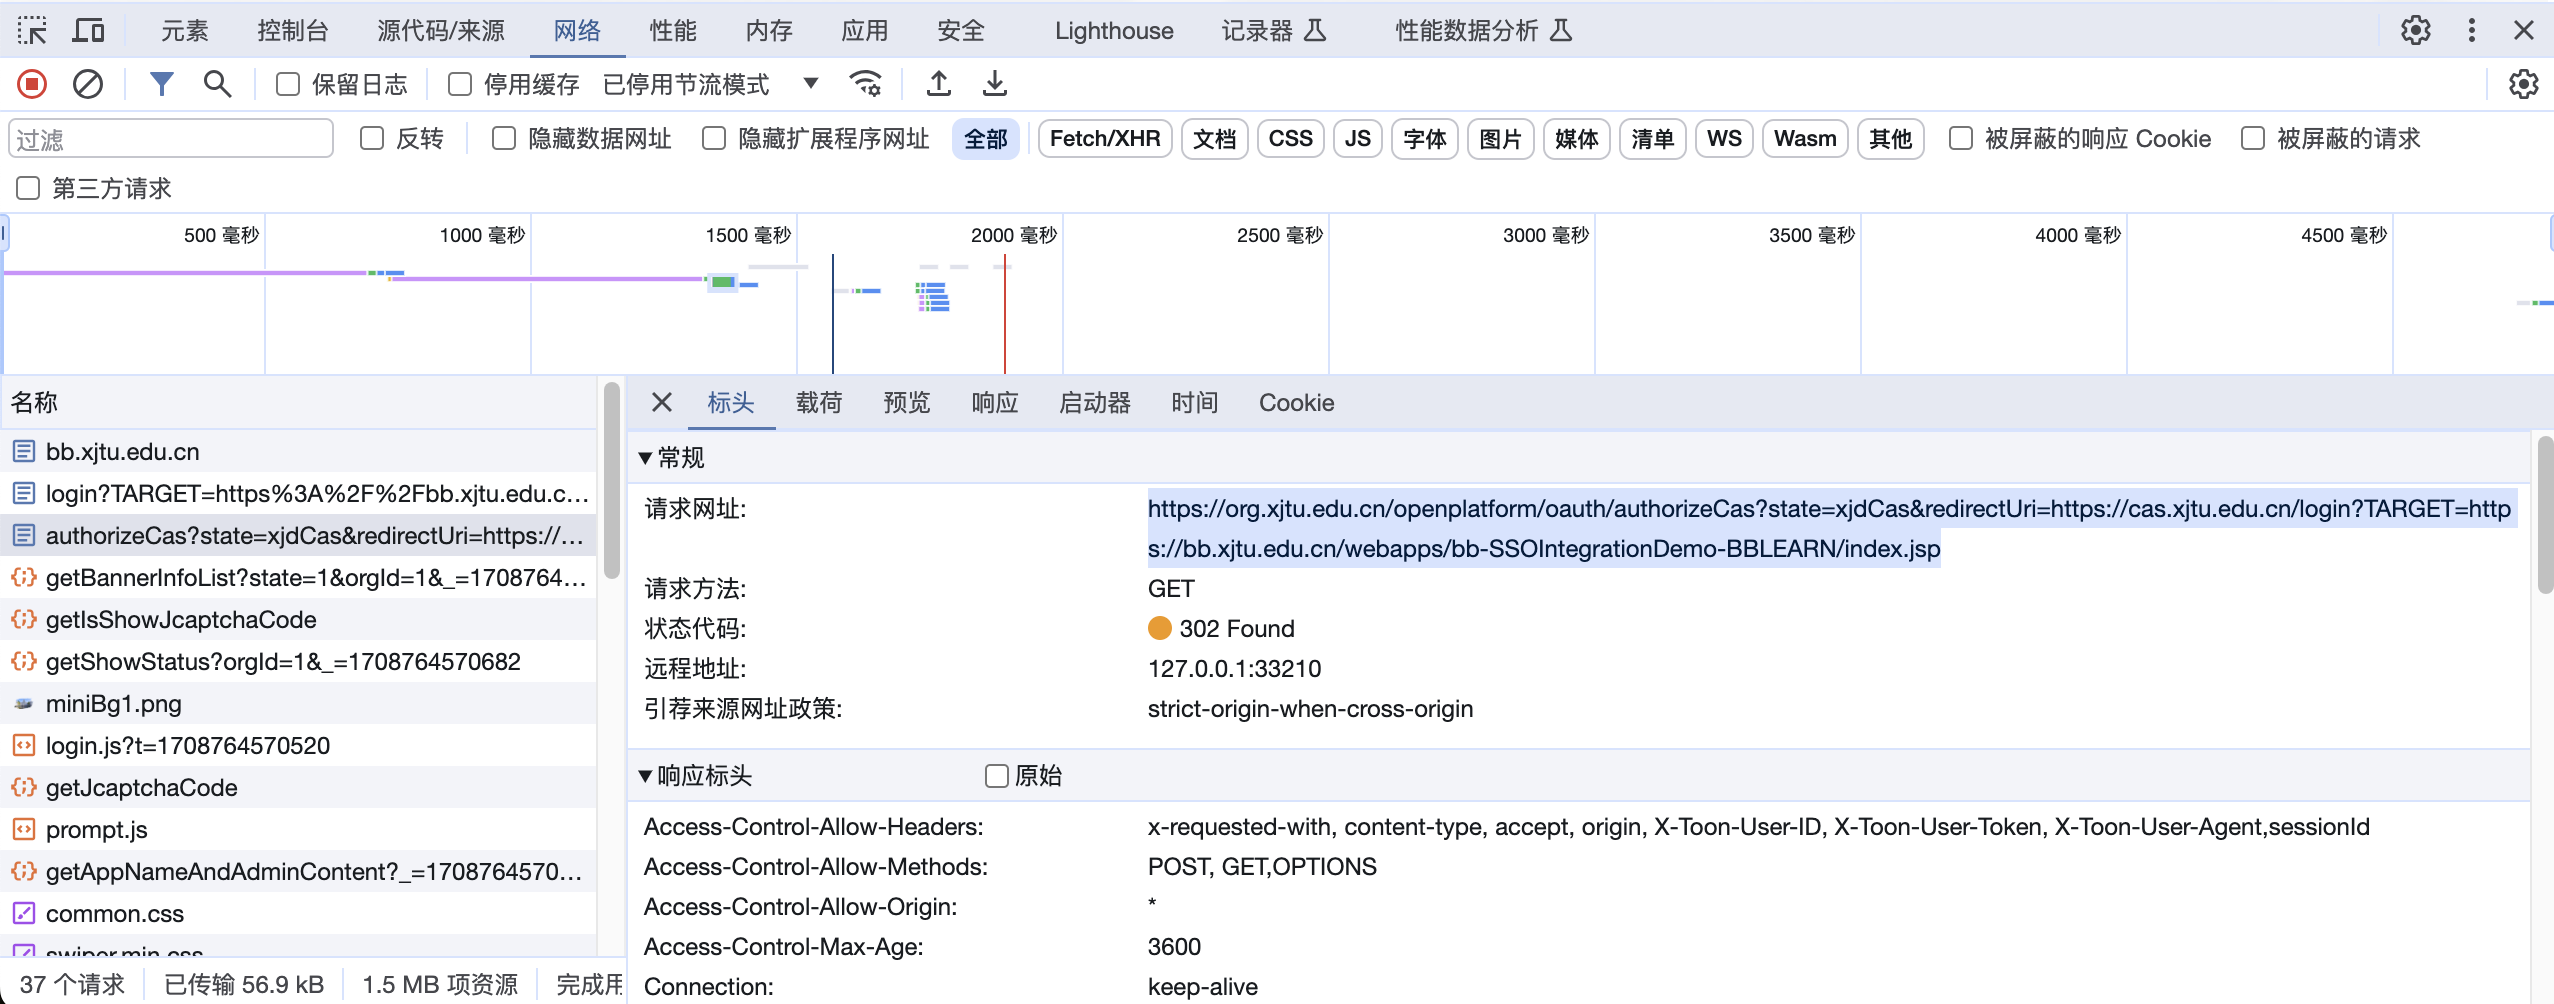 元素 控制台 源代码/来源 网络 性能 内存 应用 安全 Lighthouse 记录器 性能数据分析
保留日志 停用缓存 已停用节流模式
过滤 反转 隐藏数据网址 隐藏扩展程序网址 全部 Fetch/XHR 文档 CSS JS 字体 图片 媒体 清单 WS Wasm 其他 被屏蔽的响应 Cookie 被屏蔽的请求
第三方请求
500 毫秒 1000 毫秒 1500 毫秒 2000 毫秒 2500 毫秒 3000 毫秒 3500 毫秒 4000 毫秒 4500 毫秒
名称
bb.xjtu.edu.cn
login?TARGET=https%3A%2F%2Fbb.xjtu.edu.c…
authorizeCas?state=xjdCas&redirectUri=https://…
getBannerInfoList?state=1&orgId=1&_=1708764…
getIsShowJcaptchaCode
getShowStatus?orgId=1&_=1708764570682
miniBg1.png
login.js?t=1708764570520
getJcaptchaCode
prompt.js
getAppNameAndAdminContent?_=1708764570…
common.css
swiper.min.css
37 个请求 已传输 56.9 kB 1.5 MB 项资源 完成用
标头 载荷 预览 响应 启动器 时间 Cookie
常规
请求网址: https://org.xjtu.edu.cn/openplatform/oauth/authorizeCas?state=xjdCas&redirectUri=https://cas.xjtu.edu.cn/login?TARGET=http
s://bb.xjtu.edu.cn/webapps/bb-SSOIntegrationDemo-BBLEARN/index.jsp
请求方法: GET
状态代码: 302 Found
远程地址: 127.0.0.1:33210
引荐来源网址政策: strict-origin-when-cross-origin
响应标头 原始
Access-Control-Allow-Headers: x-requested-with, content-type, accept, origin, X-Toon-User-ID, X-Toon-User-Token, X-Toon-User-Agent,sessionId
Access-Control-Allow-Methods: POST, GET,OPTIONS
Access-Control-Allow-Origin: *
Access-Control-Max-Age: 3600
Connection: keep-alive